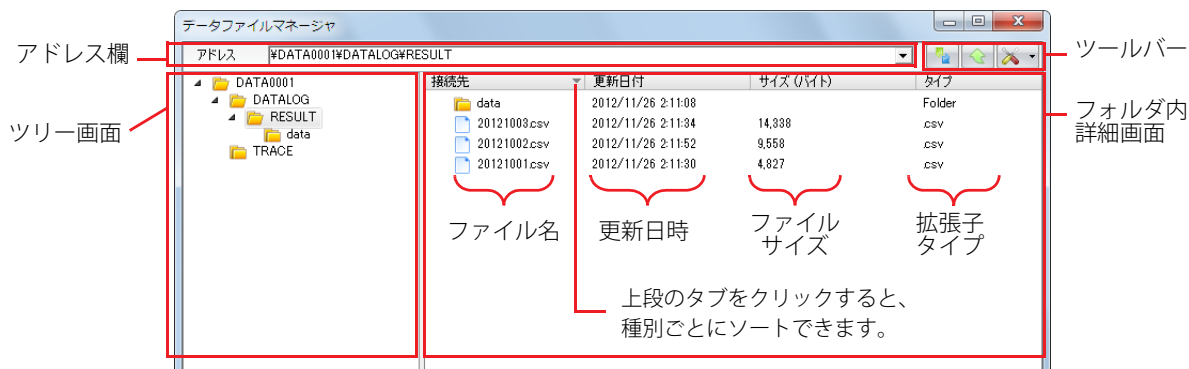 データファイルマネージャ
アドレス欄
アドレス ¥DATA0001¥DATALOG¥RESULT
ツールバー
ツリー画面
DATA0001
DATALOG
RESULT
data
TRACE
接続先 更新日付 サイズ (バイト) タイプ
data 2012/11/26 2:11:08 Folder
20121003.csv 2012/11/26 2:11:34 14,338 .csv
20121002.csv 2012/11/26 2:11:52 9,558 .csv
20121001.csv 2012/11/26 2:11:30 4,827 .csv
フォルダ内
詳細画面
ファイル名
更新日時
ファイル
サイズ
拡張子
タイプ
上段のタブをクリックすると、
種別ごとにソートできます。